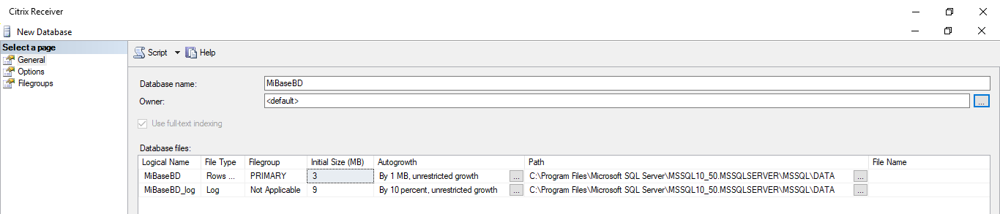 Citrix Receiver
New Database
Select a page
General
Options
Filegroups
Script Help
Database name: MiBaseBD
Owner: <default> ...
Use full-text indexing
Database files:
Logical Name File Type Filegroup Initial Size (MB) Autogrowth Path File Name
MiBaseBD Rows ... PRIMARY 3 By 1 MB, unrestricted growth ... C:\Program Files\Microsoft SQL Server\MSSQL10_50.MSSQLSERVER\MSSQL\DATA ...
MiBaseBD_log Log Not Applicable 9 By 10 percent, unrestricted growth ... C:\Program Files\Microsoft SQL Server\MSSQL10_50.MSSQLSERVER\MSSQL\DATA ...